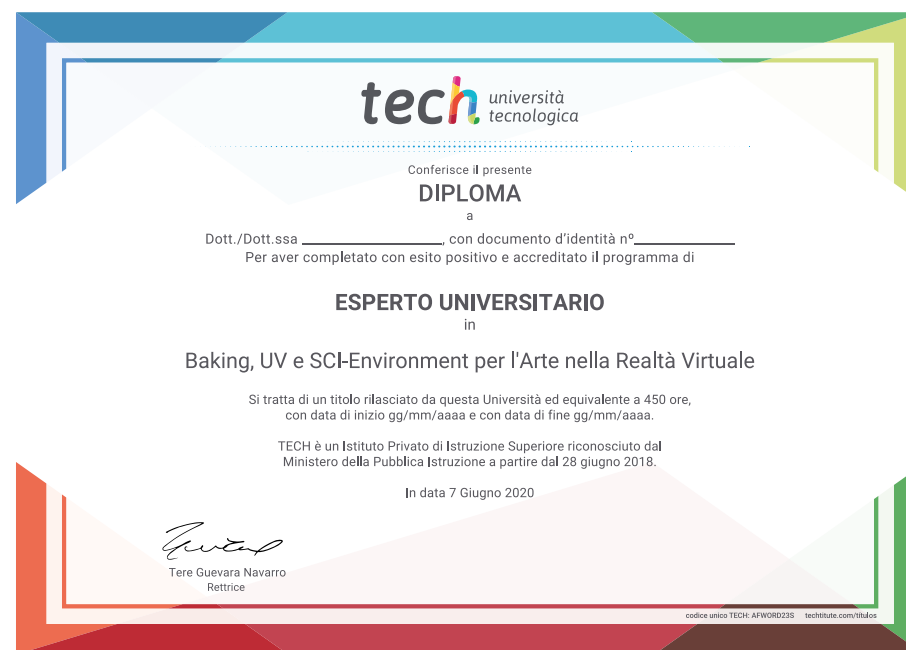 tech università
tecnologica
Conferisce il presente
DIPLOMA
a
Dott./Dott.ssa ____________________, con documento d'identità nº______________
Per aver completato con esito positivo e accreditato il programma di
ESPERTO UNIVERSITARIO
in
Baking, UV e SCI-Environment per l'Arte nella Realtà Virtuale
Si tratta di un titolo rilasciato da questa Università ed equivalente a 450 ore,
con data di inizio gg/mm/aaaa e con data di fine gg/mm/aaaa.
TECH è un Istituto Privato di Istruzione Superiore riconosciuto dal
Ministero della Pubblica Istruzione a partire dal 28 giugno 2018.
In data 7 Giugno 2020
Tere Guevara Navarro
Rettrice
codice unico TECH: AFWORD23S techtitute.com/titulos